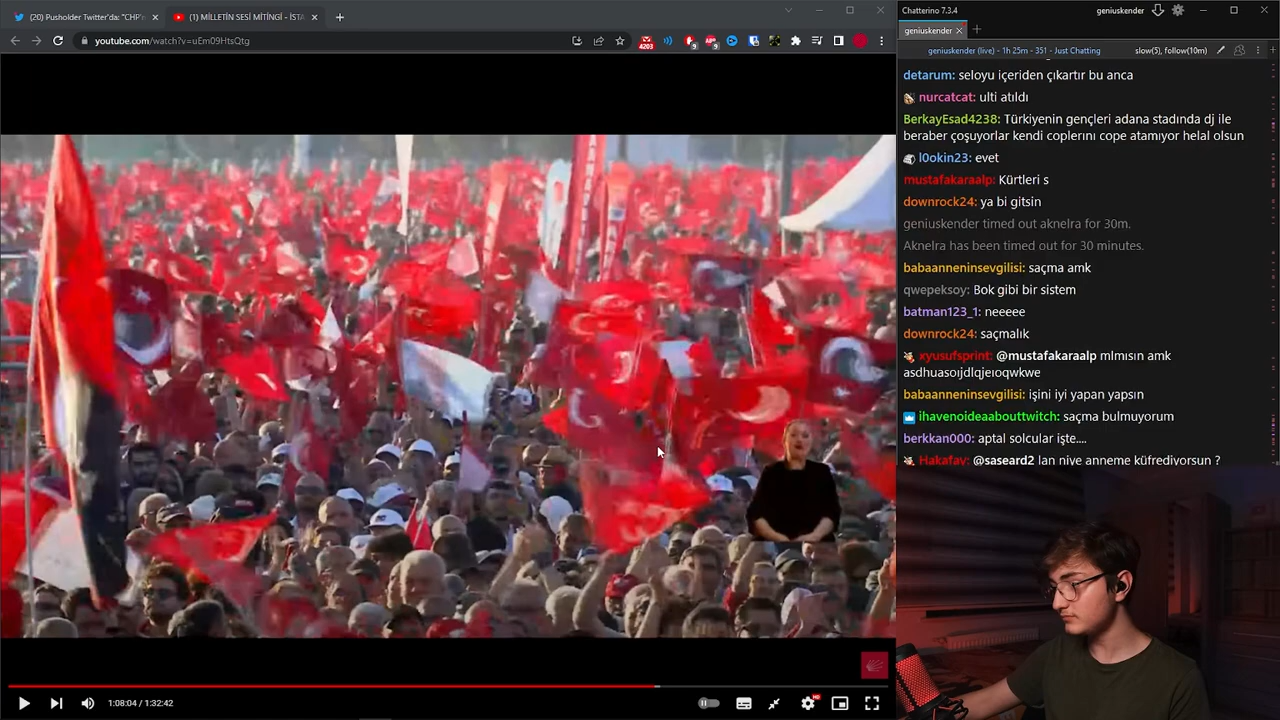 (20) Pusholder Twitter'da: "CHP'n
(1) MİLLETİN SESİ MİTİNGİ - İSTA
youtube.com/watch?v=uEm09HtsQtg
4203
9
9
Chatterino 7.3.4
geniuskender
geniuskender
geniuskender (live) - 1h 25m - 351 - Just Chatting
slow(5), follow(10m)
detarum: seloyu içeriden çıkartır bu anca
nurcatcat: ulti atıldı
BerkayEsad4238: Türkiyenin gençleri adana stadında dj ile
beraber çoşuyorlar kendi coplerini cope atamıyor helal olsun
l0okin23: evet
mustafakaraalp: Kürtleri s
downrock24: ya bi gitsin
geniuskender timed out aknelra for 30m.
Aknelra has been timed out for 30 minutes.
babaanneninsevgilisi: saçma amk
qwepeksoy: Bok gibi bir sistem
batman123_1: neeeee
downrock24: saçmalık
xyusufsprint: @mustafakaraalp mlmısın amk
asdhuasoıjdlqjeıoqwkwe
babaanneninsevgilisi: işini iyi yapan yapsın
ihavenoideaabouttwitch: saçma bulmuyorum
berkkan000: aptal solcular işte....
Hakafay: @saseard2 lan niye anneme küfrediyorsun ?
1:08:04 / 1:32:42
HD